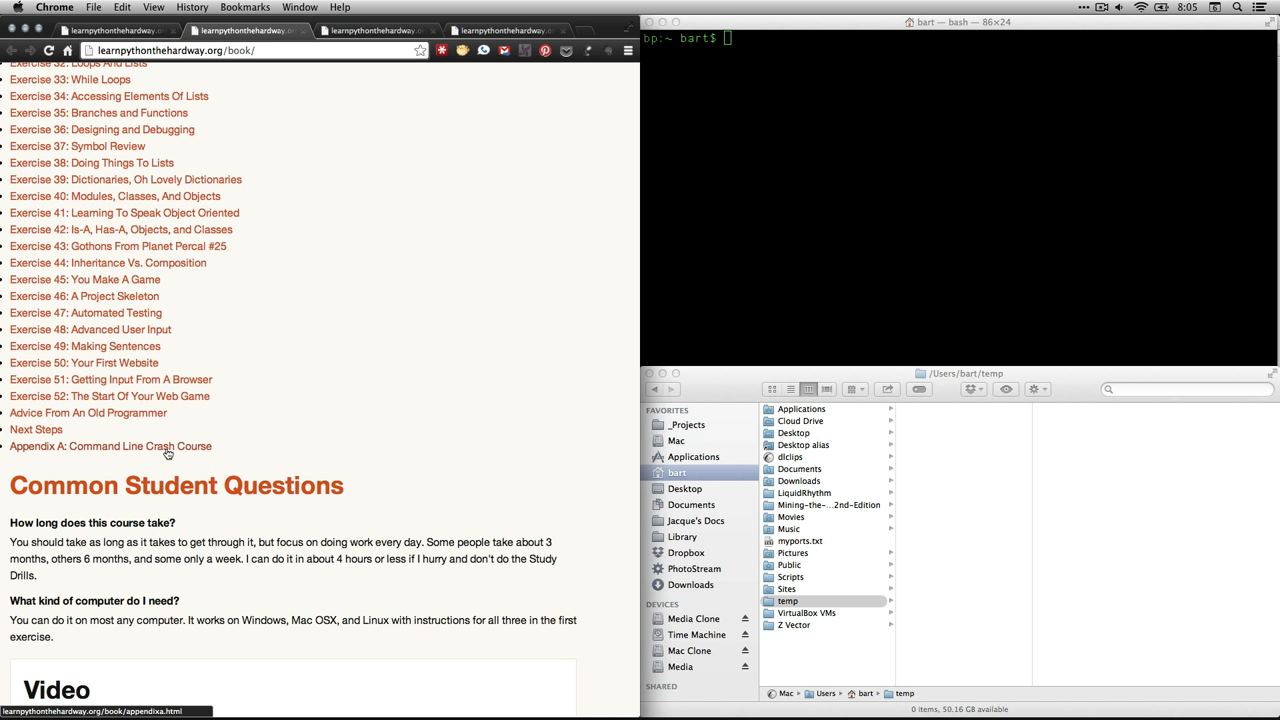 Chrome File Edit View History Bookmarks Window Help 8:05
learnpythonthehardway.org learnpythonthehardway.org learnpythonthehardway.org learnpythonthehardway.org
learnpythonthehardway.org/book/
Exercise 32: Loops And Lists
Exercise 33: While Loops
Exercise 34: Accessing Elements Of Lists
Exercise 35: Branches and Functions
Exercise 36: Designing and Debugging
Exercise 37: Symbol Review
Exercise 38: Doing Things To Lists
Exercise 39: Dictionaries, Oh Lovely Dictionaries
Exercise 40: Modules, Classes, And Objects
Exercise 41: Learning To Speak Object Oriented
Exercise 42: Is-A, Has-A, Objects, and Classes
Exercise 43: Gothons From Planet Percal #25
Exercise 44: Inheritance Vs. Composition
Exercise 45: You Make A Game
Exercise 46: A Project Skeleton
Exercise 47: Automated Testing
Exercise 48: Advanced User Input
Exercise 49: Making Sentences
Exercise 50: Your First Website
Exercise 51: Getting Input From A Browser
Exercise 52: The Start Of Your Web Game
Advice From An Old Programmer
Next Steps
Appendix A: Command Line Crash Course
Common Student Questions
How long does this course take?
You should take as long as it takes to get through it, but focus on doing work every day. Some people take about 3
months, others 6 months, and some only a week. I can do it in about 4 hours or less if I hurry and don't do the Study
Drills.
What kind of computer do I need?
You can do it on most any computer. It works on Windows, Mac OSX, and Linux with instructions for all three in the first
exercise.
Video
learnpythonthehardway.org/book/appendixa.html
bart — bash — 86×24
bp:~ bart$
/Users/bart/temp
FAVORITES
_Projects
Mac
Applications
bart
Desktop
Documents
Jacque's Docs
Library
Dropbox
PhotoStream
Downloads
DEVICES
Media Clone
Time Machine
Mac Clone
Media
SHARED
Applications
Cloud Drive
Desktop
Desktop alias
dlclips
Documents
Downloads
LiquidRhythm
Mining-the-...2nd-Edition
Movies
Music
myports.txt
Pictures
Public
Scripts
Sites
temp
VirtualBox VMs
Z Vector
Mac Users bart temp
0 items, 50.16 GB available